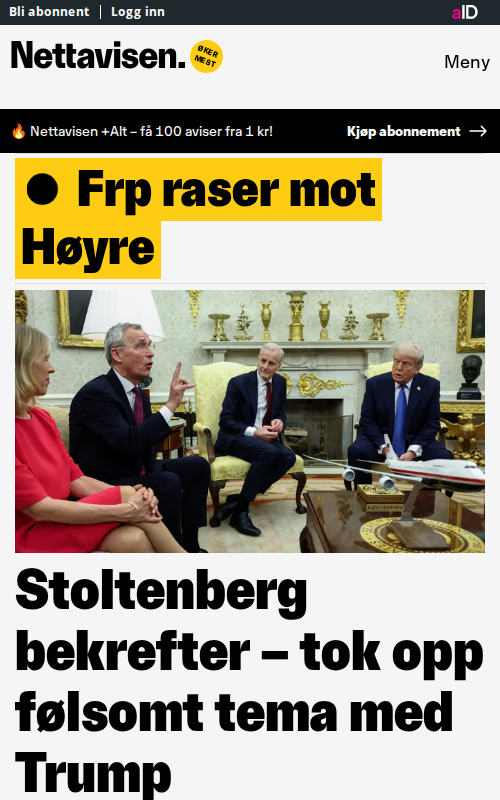 Bli abonnent
Logg inn
aID
Nettavisen.
ØKER
MEST
Meny
🔥 Nettavisen +Alt – få 100 aviser fra 1 kr!
Kjøp abonnement →
● Frp raser mot
Høyre
Stoltenberg
bekrefter – tok opp
følsomt tema med
Trump